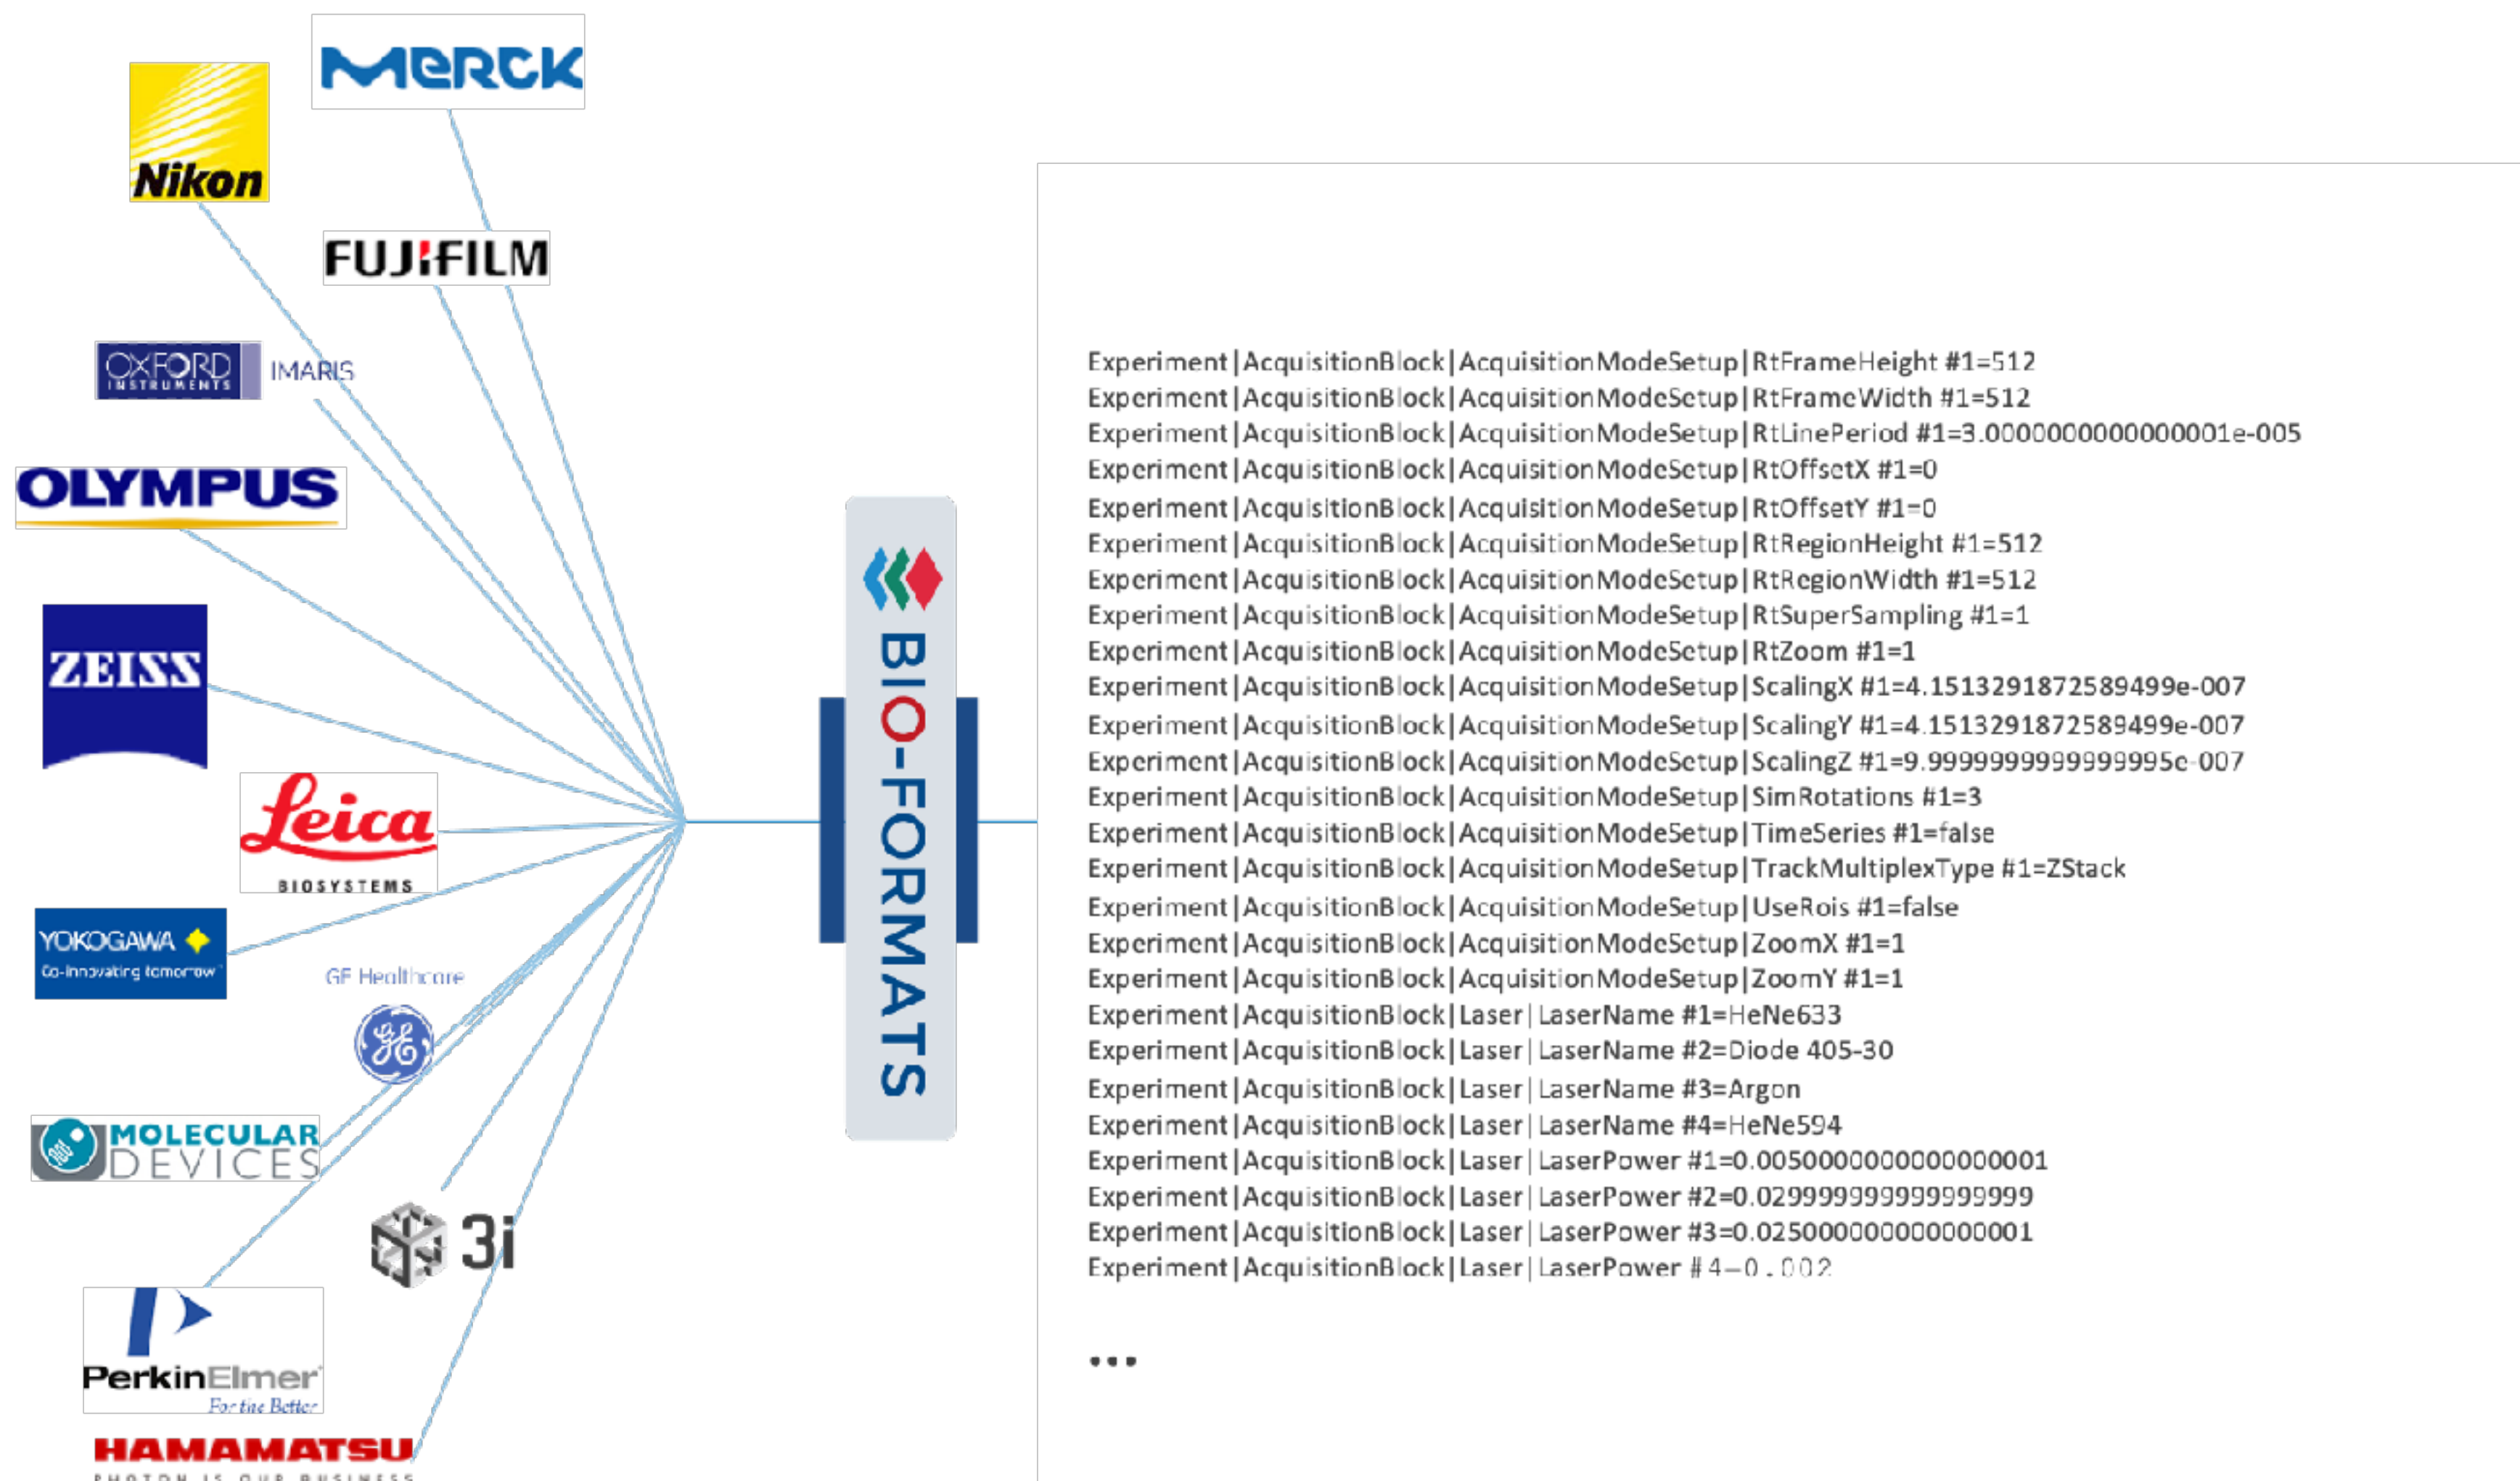 MERCK
Nikon
FUJIFILM
OXFORD
INSTRUMENTS
IMARIS
OLYMPUS
ZEISS
Leica
BIOSYSTEMS
YOKOGAWA
Co-innovating tomorrow
GE Healthcare
GE
MOLECULAR
DEVICES
3i
PerkinElmer
For the Better
HAMAMATSU
PHOTON IS OUR BUSINESS
BIO-FORMATS
Experiment|AcquisitionBlock|AcquisitionModeSetup|RtFrameHeight #1=512
Experiment|AcquisitionBlock|AcquisitionModeSetup|RtFrameWidth #1=512
Experiment|AcquisitionBlock|AcquisitionModeSetup|RtLinePeriod #1=3.0000000000000001e-005
Experiment|AcquisitionBlock|AcquisitionModeSetup|RtOffsetX #1=0
Experiment|AcquisitionBlock|AcquisitionModeSetup|RtOffsetY #1=0
Experiment|AcquisitionBlock|AcquisitionModeSetup|RtRegionHeight #1=512
Experiment|AcquisitionBlock|AcquisitionModeSetup|RtRegionWidth #1=512
Experiment|AcquisitionBlock|AcquisitionModeSetup|RtSuperSampling #1=1
Experiment|AcquisitionBlock|AcquisitionModeSetup|RtZoom #1=1
Experiment|AcquisitionBlock|AcquisitionModeSetup|ScalingX #1=4.1513291872589499e-007
Experiment|AcquisitionBlock|AcquisitionModeSetup|ScalingY #1=4.1513291872589499e-007
Experiment|AcquisitionBlock|AcquisitionModeSetup|ScalingZ #1=9.9999999999999995e-007
Experiment|AcquisitionBlock|AcquisitionModeSetup|SimRotations #1=3
Experiment|AcquisitionBlock|AcquisitionModeSetup|TimeSeries #1=false
Experiment|AcquisitionBlock|AcquisitionModeSetup|TrackMultiplexType #1=ZStack
Experiment|AcquisitionBlock|AcquisitionModeSetup|UseRois #1=false
Experiment|AcquisitionBlock|AcquisitionModeSetup|ZoomX #1=1
Experiment|AcquisitionBlock|AcquisitionModeSetup|ZoomY #1=1
Experiment|AcquisitionBlock|Laser|LaserName #1=HeNe633
Experiment|AcquisitionBlock|Laser|LaserName #2=Diode 405-30
Experiment|AcquisitionBlock|Laser|LaserName #3=Argon
Experiment|AcquisitionBlock|Laser|LaserName #4=HeNe594
Experiment|AcquisitionBlock|Laser|LaserPower #1=0.0050000000000000001
Experiment|AcquisitionBlock|Laser|LaserPower #2=0.029999999999999999
Experiment|AcquisitionBlock|Laser|LaserPower #3=0.025000000000000001
Experiment|AcquisitionBlock|Laser|LaserPower #4=0.002
...